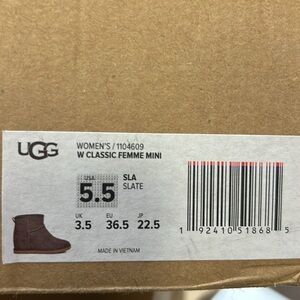 UGG
WOMEN'S / 1104609
W CLASSIC FEMME MINI
USA
5.5
SLA
SLATE
UK EU JP
3.5 36.5 22.5
MADE IN VIETNAM
1 92410 51868 5